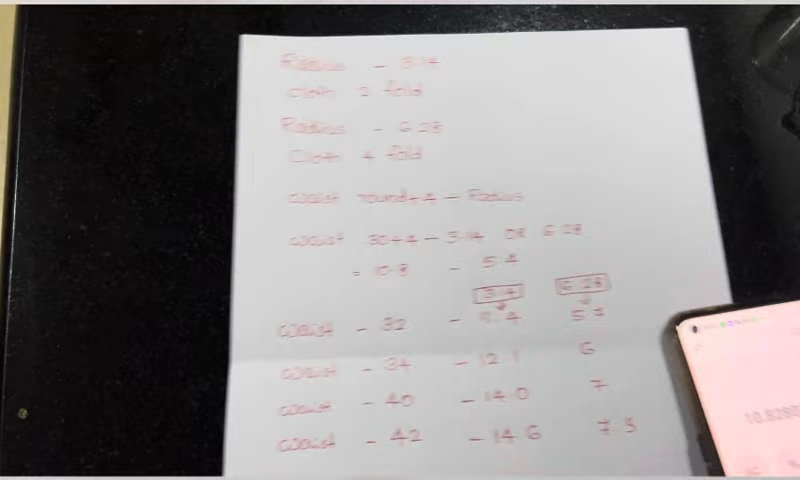 Radius - 3.14
cloth 2 fold
Radius - 6.28
Cloth 4 fold
waist round+4 - Radius
waist 30+4 - 3.14 OR 6.28
= 10.8 - 5.4
3.14 6.28
waist - 32 - 11.4 5.7
waist - 34 - 12.1 6
waist - 40 - 14.0 7
waist - 42 - 14.6 7.3
10.8280